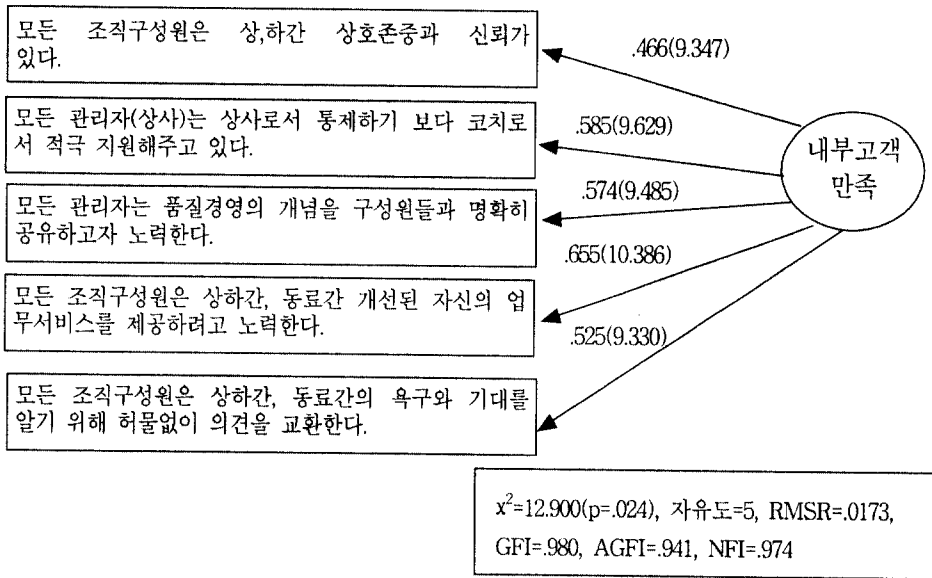 모든 조직구성원은 상,하간 상호존중과 신뢰가
있다.
.466(9.347)
모든 관리자(상사)는 상사로서 통제하기 보다 코치로
서 적극 지원해주고 있다.
.585(9.629)
내부고객
만족
모든 관리자는 품질경영의 개념을 구성원들과 명확히
공유하고자 노력한다.
.574(9.485)
모든 조직구성원은 상하간, 동료간 개선된 자신의 업
무서비스를 제공하려고 노력한다.
.655(10.386)
모든 조직구성원은 상하간, 동료간의 욕구와 기대를
알기 위해 허물없이 의견을 교환한다.
.525(9.330)
x²=12.900(p=.024), 자유도=5, RMSR=.0173,
GFI=.980, AGFI=.941, NFI=.974